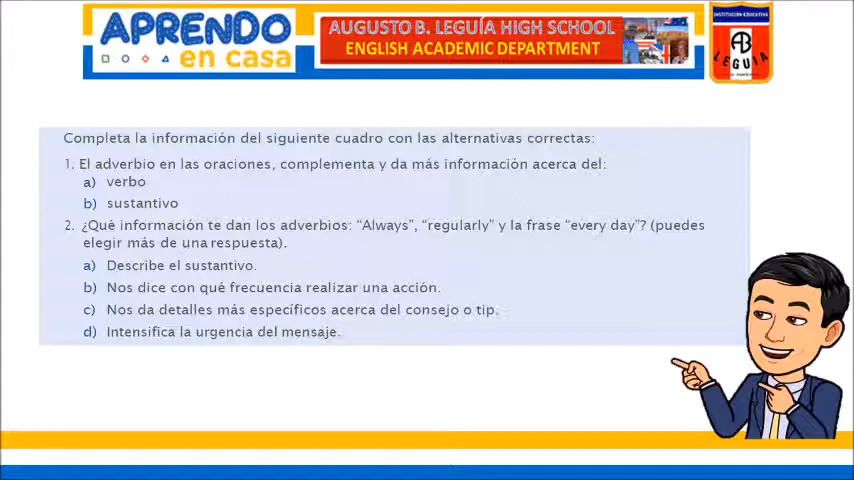 APRENDO
en casa
AUGUSTO B. LEGUÍA HIGH SCHOOL
ENGLISH ACADEMIC DEPARTMENT
INSTITUCIÓN EDUCATIVA
AB
LEGUIA
Completa la información del siguiente cuadro con las alternativas correctas:
1. El adverbio en las oraciones, complementa y da más información acerca del:
a) verbo
b) sustantivo
2. ¿Qué información te dan los adverbios: “Always”, “regularly” y la frase “every day”? (puedes
elegir más de una respuesta).
a) Describe el sustantivo.
b) Nos dice con qué frecuencia realizar una acción.
c) Nos da detalles más específicos acerca del consejo o tip.
d) Intensifica la urgencia del mensaje.